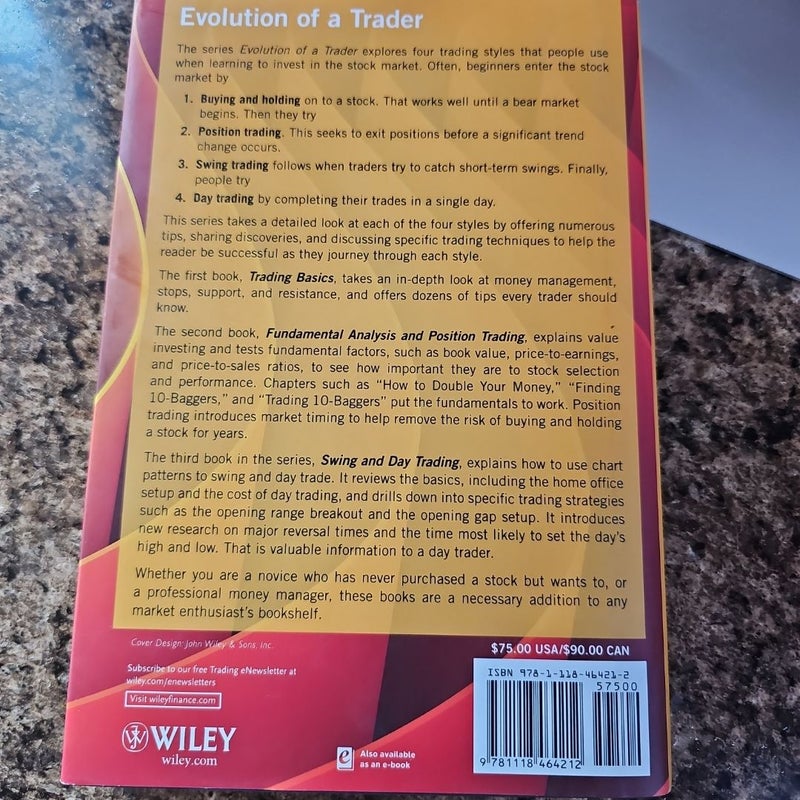 Evolution of a Trader
The series Evolution of a Trader explores four trading styles that people use
when learning to invest in the stock market. Often, beginners enter the stock
market by
1. Buying and holding on to a stock. That works well until a bear market
begins. Then they try
2. Position trading. This seeks to exit positions before a significant trend
change occurs.
3. Swing trading follows when traders try to catch short-term swings. Finally,
people try
4. Day trading by completing their trades in a single day.
This series takes a detailed look at each of the four styles by offering numerous
tips, sharing discoveries, and discussing specific trading techniques to help the
reader be successful as they journey through each style.
The first book, Trading Basics, takes an in-depth look at money management,
stops, support, and resistance, and offers dozens of tips every trader should
know.
The second book, Fundamental Analysis and Position Trading, explains value
investing and tests fundamental factors, such as book value, price-to-earnings,
and price-to-sales ratios, to see how important they are to stock selection
and performance. Chapters such as "How to Double Your Money," "Finding
10-Baggers," and "Trading 10-Baggers" put the fundamentals to work. Position
trading introduces market timing to help remove the risk of buying and holding
a stock for years.
The third book in the series, Swing and Day Trading, explains how to use chart
patterns to swing and day trade. It reviews the basics, including the home office
setup and the cost of day trading, and drills down into specific trading strategies
such as the opening range breakout and the opening gap setup. It introduces
new research on major reversal times and the time most likely to set the day's
high and low. That is valuable information to a day trader.
Whether you are a novice who has never purchased a stock but wants to, or
a professional money manager, these books are a necessary addition to any
market enthusiast's bookshelf.
Cover Design: John Wiley & Sons, Inc.
Subscribe to our free Trading eNewsletter at
wiley.com/enewsletters
Visit wileyfinance.com
WILEY
wiley.com
e
Also available
as an e-book
$75.00 USA/$90.00 CAN
ISBN 978-1-118-46421-2
57500
9 781118 464212